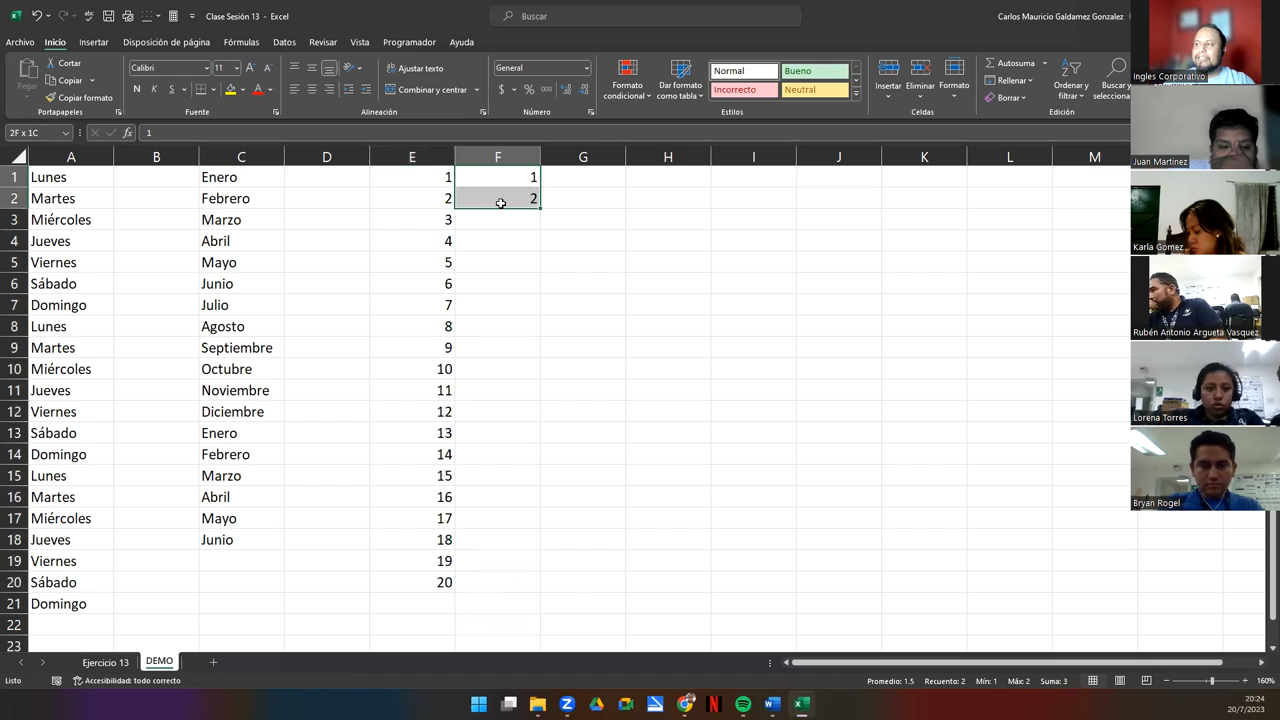 Clase Sesión 13 - Excel
Buscar
Carlos Mauricio Galdamez Gonzalez
Archivo Inicio Insertar Disposición de página Fórmulas Datos Revisar Vista Programador Ayuda
Pegar
Cortar
Copiar
Copiar formato
Portapapeles
Calibri 11
N K S
Fuente
Ajustar texto
Combinar y centrar
Alineación
General
Número
Formato condicional
Dar formato como tabla
Normal Bueno
Incorrecto Neutral
Estilos
Insertar Eliminar Formato
Celdas
Autosuma
Rellenar
Borrar
Ordenar y filtrar
Buscar y
Edición
2F x 1C
fx 1
A B C D E F G H I J K L M
1 Lunes Enero 1 1
2 Martes Febrero 2 2
3 Miércoles Marzo 3
4 Jueves Abril 4
5 Viernes Mayo 5
6 Sábado Junio 6
7 Domingo Julio 7
8 Lunes Agosto 8
9 Martes Septiembre 9
10 Miércoles Octubre 10
11 Jueves Noviembre 11
12 Viernes Diciembre 12
13 Sábado Enero 13
14 Domingo Febrero 14
15 Lunes Marzo 15
16 Martes Abril 16
17 Miércoles Mayo 17
18 Jueves Junio 18
19 Viernes 19
20 Sábado 20
21 Domingo
22
23
Ejercicio 13 DEMO
Listo
Accesibilidad: todo correcto
Promedio: 1.5 Recuento: 2 Mín: 1 Máx: 2 Suma: 3
160%
20:24
20/7/2023
Ingles Corporativo
Juan Martinez
Karla Gomez
Rubén Antonio Argueta Vasquez
Lorena Torres
Bryan Rogel